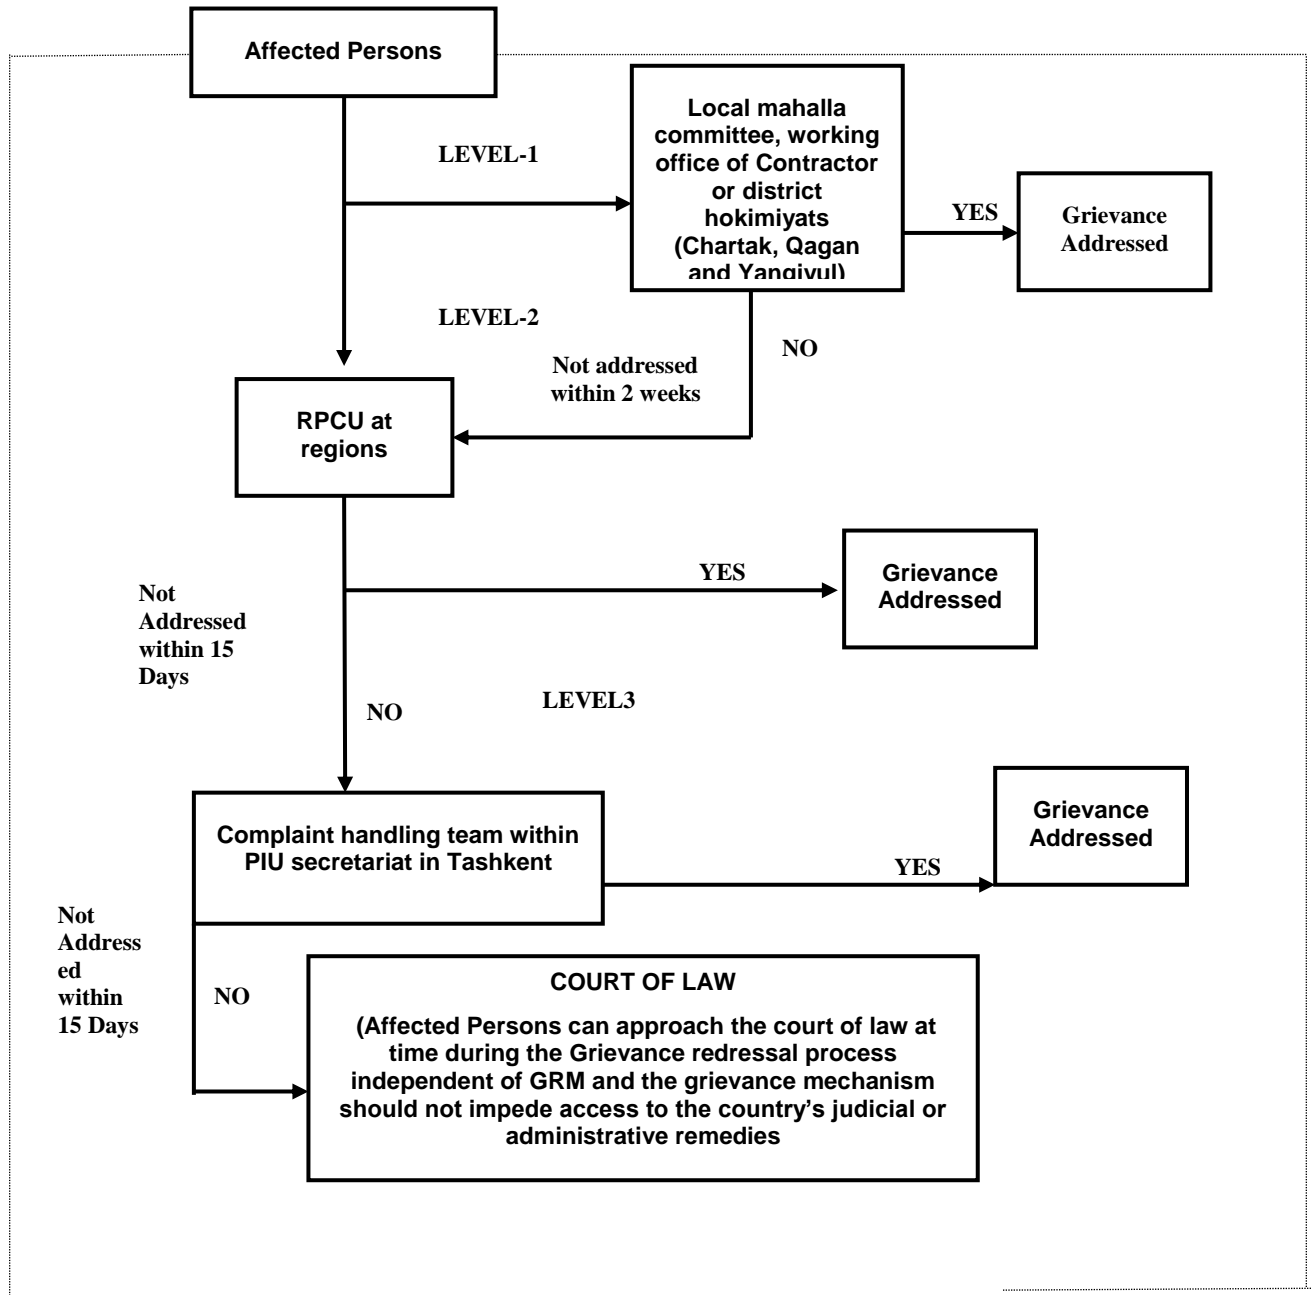 Affected Persons
LEVEL-1
Local mahalla
committee, working
office of Contractor
or district
hokimiyats
(Chartak, Qagan
and Yangiyul)
YES
Grievance
Addressed
LEVEL-2
NO
Not addressed
within 2 weeks
RPCU at
regions
YES
Grievance
Addressed
Not
Addressed
within 15
Days
NO
LEVEL3
Complaint handling team within
PIU secretariat in Tashkent
YES
Grievance
Addressed
Not
Address
ed
within
15 Days
NO
COURT OF LAW
(Affected Persons can approach the court of law at
time during the Grievance redressal process
independent of GRM and the grievance mechanism
should not impede access to the country’s judicial or
administrative remedies